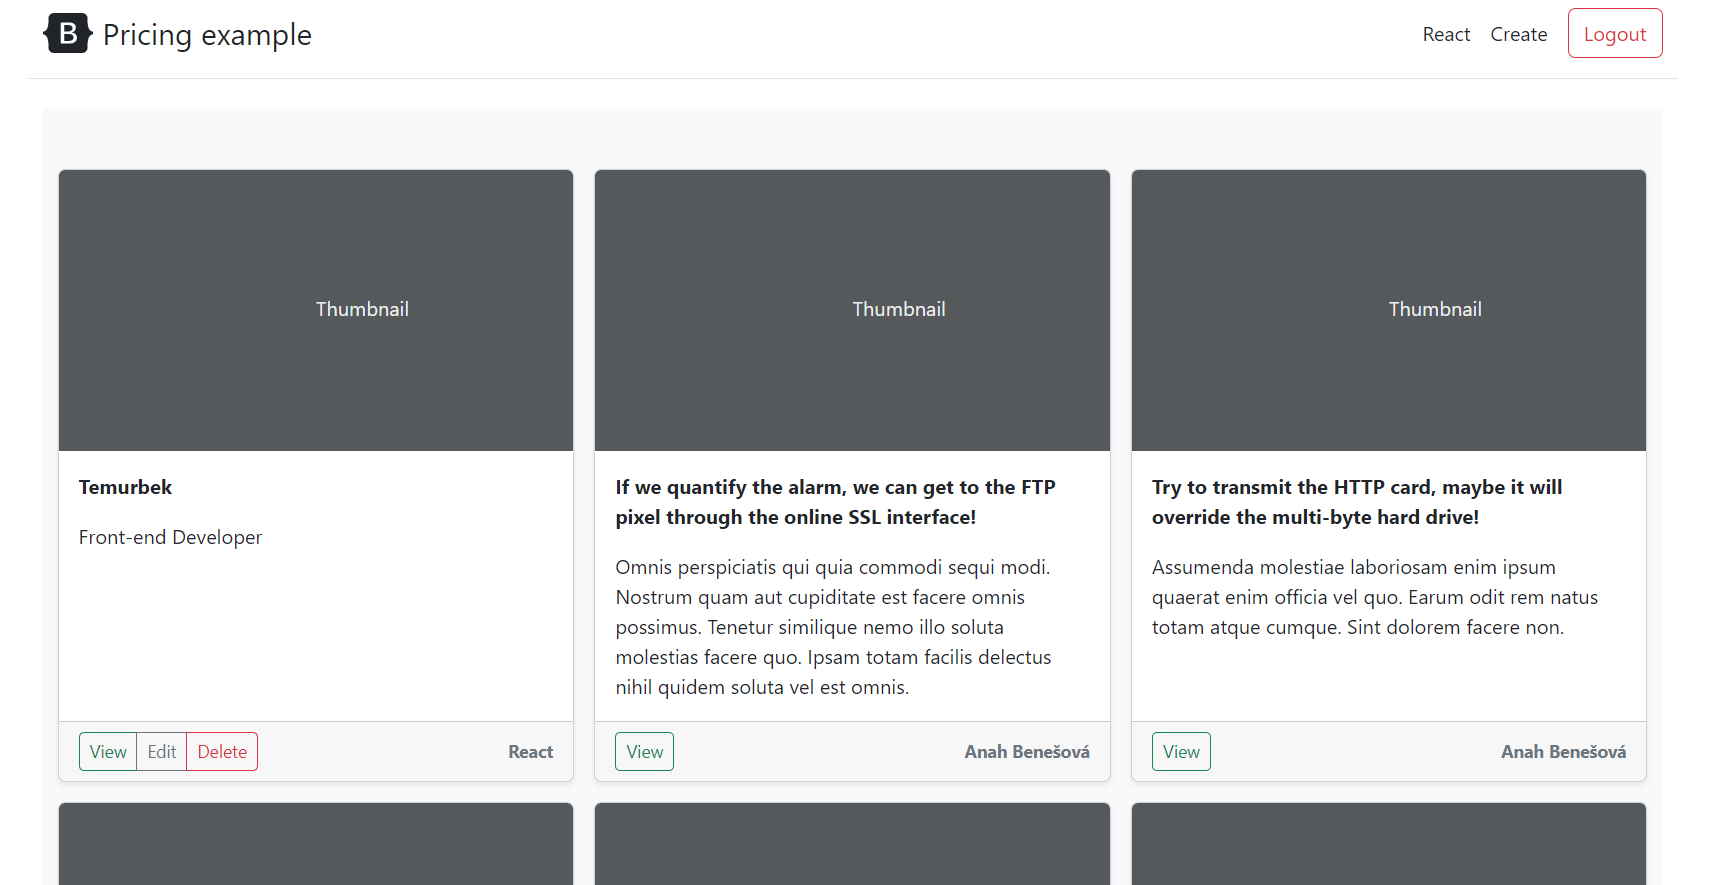 B Pricing example
React Create Logout
Thumbnail
Temurbek
Front-end Developer
View Edit Delete React
Thumbnail
If we quantify the alarm, we can get to the FTP
pixel through the online SSL interface!
Omnis perspiciatis qui quia commodi sequi modi.
Nostrum quam aut cupiditate est facere omnis
possimus. Tenetur similique nemo illo soluta
molestias facere quo. Ipsam totam facilis delectus
nihil quidem soluta vel est omnis.
View Anah Benešová
Thumbnail
Try to transmit the HTTP card, maybe it will
override the multi-byte hard drive!
Assumenda molestiae laboriosam enim ipsum
quaerat enim officia vel quo. Earum odit rem natus
totam atque cumque. Sint dolorem facere non.
View Anah Benešová